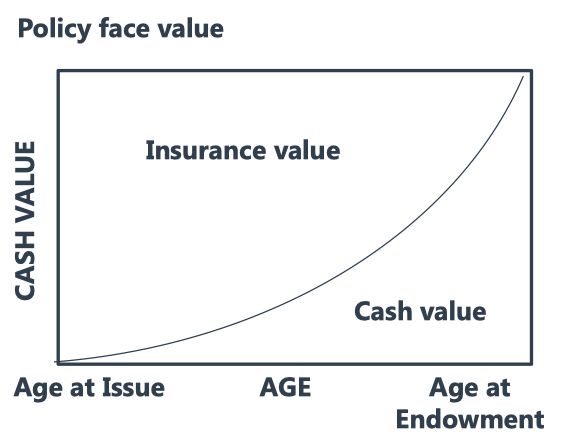 Policy face value
Insurance value
CASH VALUE
Cash value
Age at Issue
AGE
Age at
Endowment